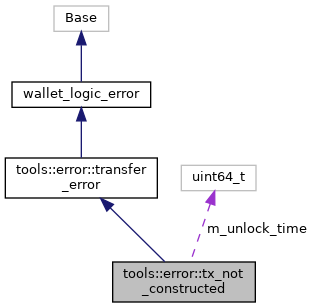 Base
wallet_logic_error
tools::error::transfer
_error
uint64_t
m_unlock_time
tools::error::tx_not
_constructed